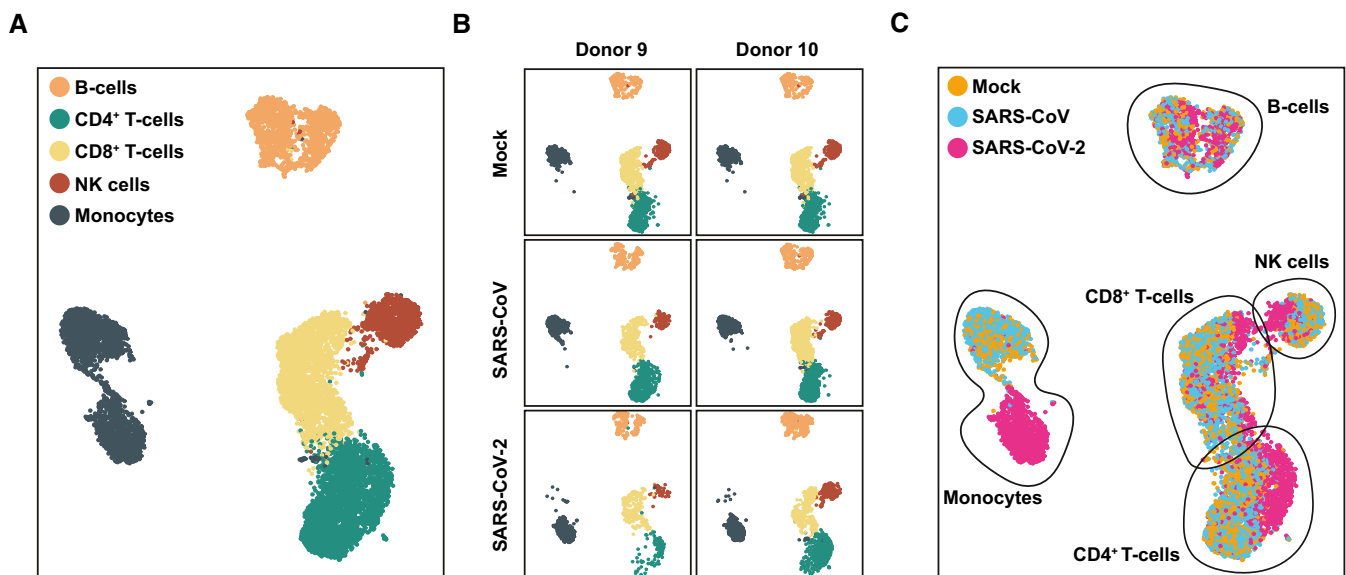 A
B-cells
CD4⁺ T-cells
CD8⁺ T-cells
NK cells
Monocytes
B
Donor 9
Donor 10
Mock
SARS-CoV
SARS-CoV-2
C
Mock
SARS-CoV
SARS-CoV-2
B-cells
NK cells
CD8⁺ T-cells
Monocytes
CD4⁺ T-cells